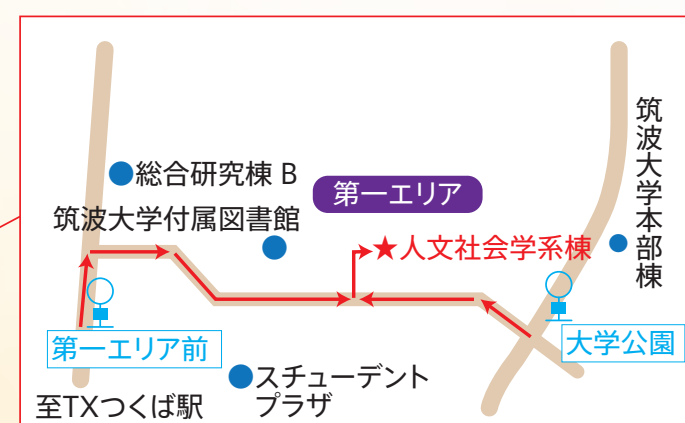 総合研究棟 B
第一エリア
筑波大学付属図書館
★人文社会学系棟
筑波大学本部棟
第一エリア前
大学公園
スチューデント
プラザ
至TXつくば駅